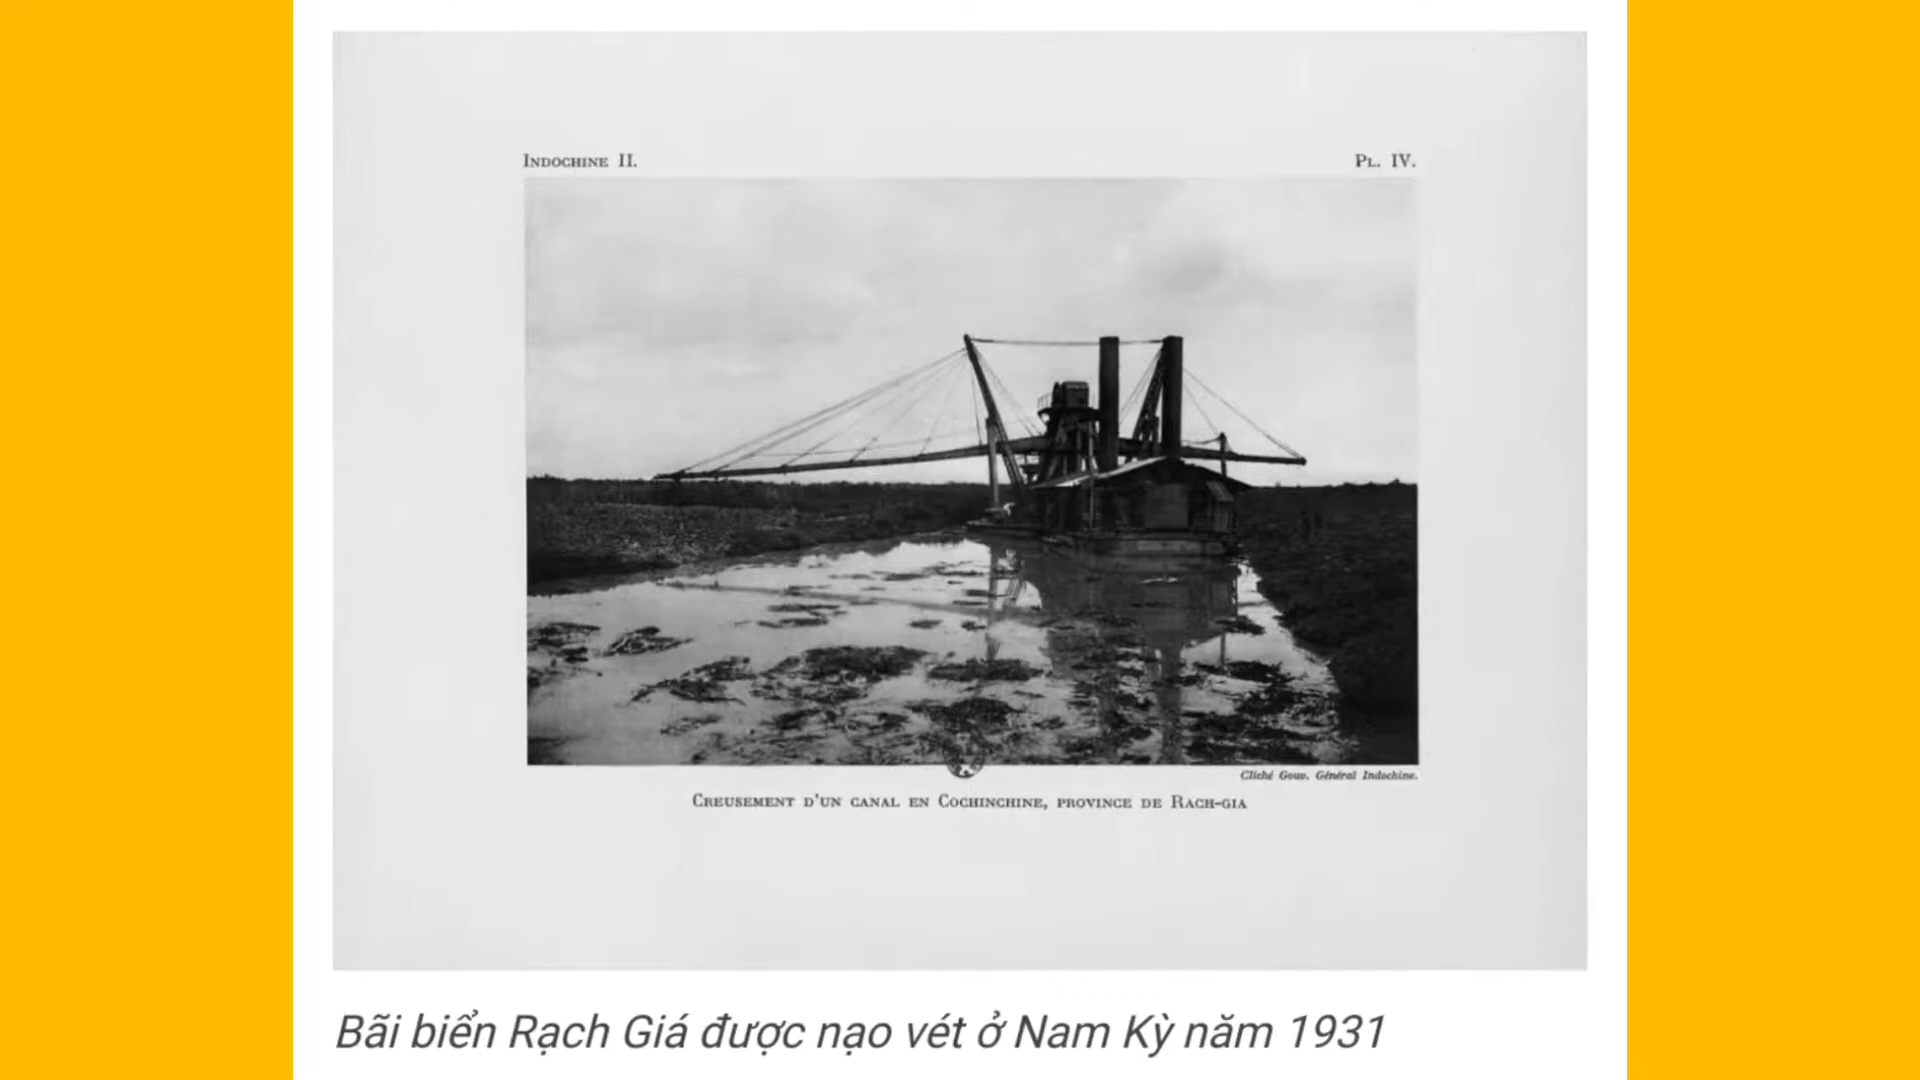 Indochine II.
Pl. IV.
Cliché Gouv. Général Indochine.
Creusement d'un canal en Cochinchine, province de Rach-gia
Bãi biển Rạch Giá được nạo vét ở Nam Kỳ năm 1931